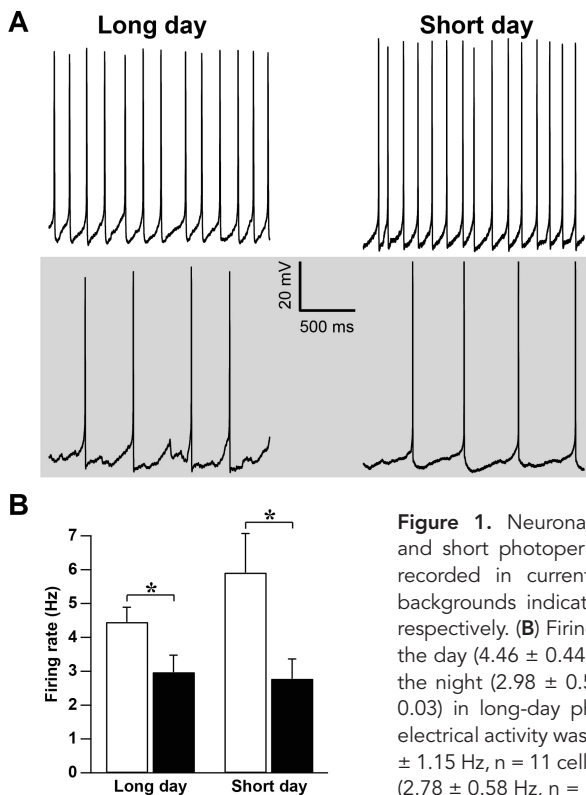 A
Long day
Short day
20 mV
500 ms
B
Firing rate (Hz)
7
6
5
4
3
2
1
0
*
*
Long day
Short day
Figure 1. Neurona
and short photoper
recorded in current
backgrounds indicat
respectively. (B) Firing
the day (4.46 ± 0.44
the night (2.98 ± 0.5
0.03) in long-day ph
electrical activity was
± 1.15 Hz, n = 11 cell
(2.78 ± 0.58 Hz, n =